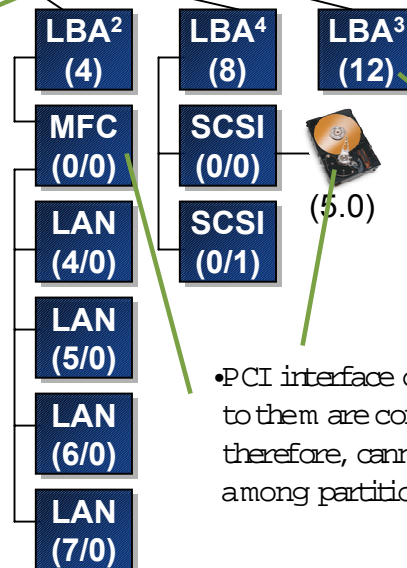 LBA² LBA⁴ LBA³
(4) (8) (12)
MFC SCSI
(0/0) (0/0)
(5.0)
LAN SCSI
(4/0) (0/1)
LAN
(5/0)
•PCI interface
to them are
therefore,
among
LAN
(6/0)
LAN
(7/0)